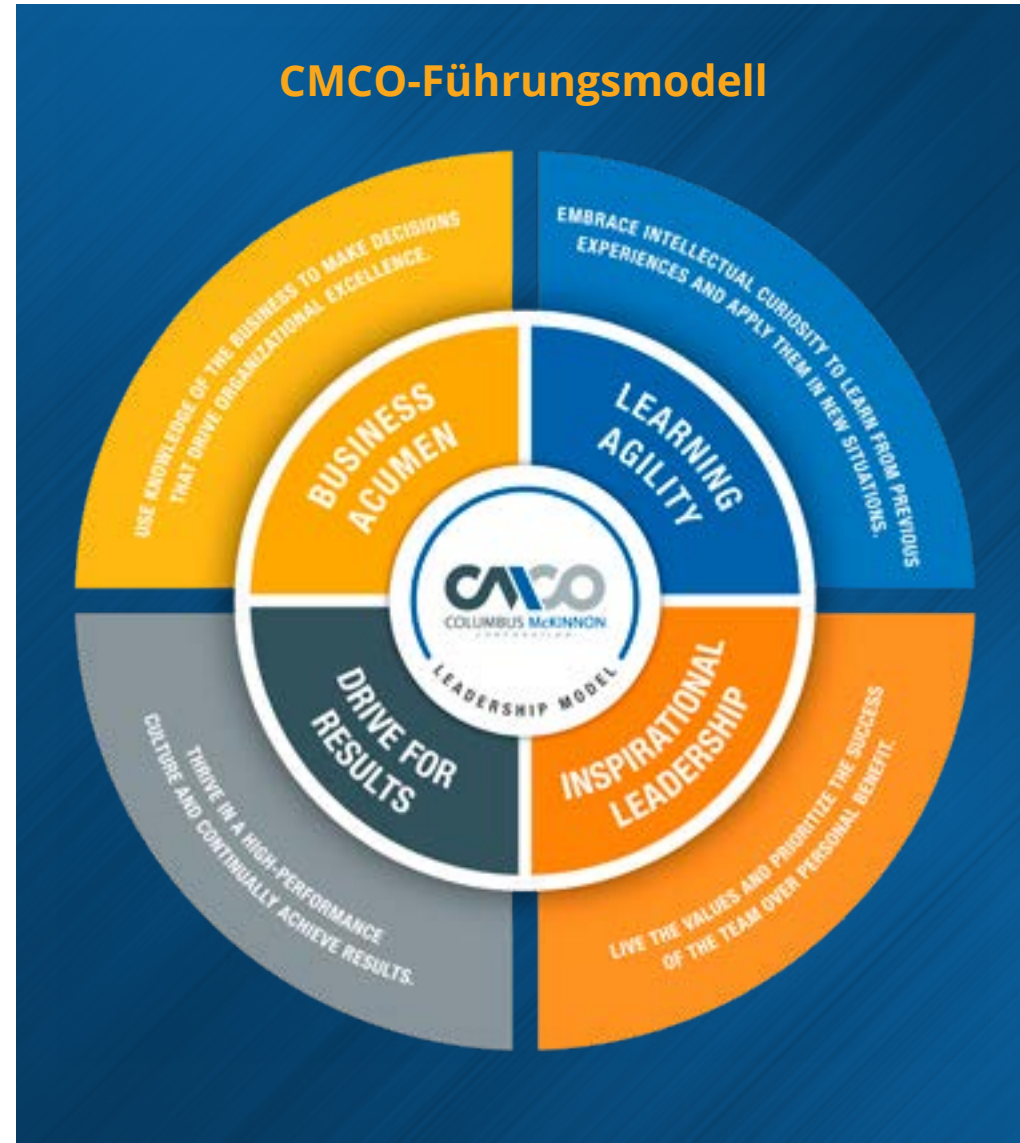 CMCO-Führungsmodell
USE KNOWLEDGE OF THE BUSINESS TO MAKE DECISIONS
THAT DRIVE ORGANIZATIONAL EXCELLENCE.
EMBRACE INTELLECTUAL CURIOSITY TO LEARN FROM PREVIOUS
EXPERIENCES AND APPLY THEM IN NEW SITUATIONS.
BUSINESS
ACUMEN
LEARNING
AGILITY
CMCO
COLUMBUS McKINNON
CORPORATION
LEADERSHIP MODEL
DRIVE FOR
RESULTS
INSPIRATIONAL
LEADERSHIP
THRIVE IN A HIGH-PERFORMANCE
CULTURE AND CONTINUALLY ACHIEVE RESULTS.
LIVE THE VALUES AND PRIORITIZE THE SUCCESS
OF THE TEAM OVER PERSONAL BENEFIT.